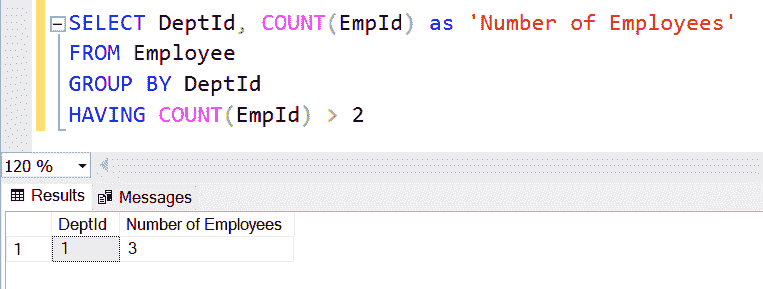 SELECT DeptId, COUNT(EmpId) as 'Number of Employees'
FROM Employee
GROUP BY DeptId
HAVING COUNT(EmpId) > 2
120 %
Results Messages
DeptId Number of Employees
1 1 3